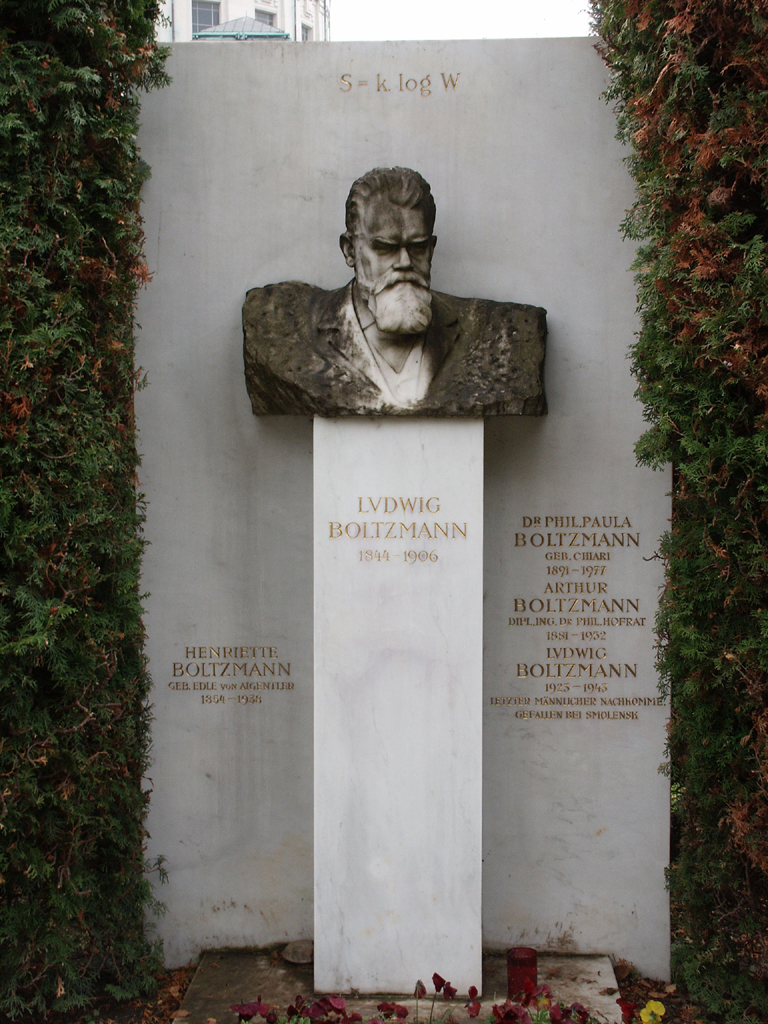 S = k. log W
LVDWIG
BOLTZMANN
1844 – 1906
HENRIETTE
BOLTZMANN
GEB. EDLE VON AIGENTLER
1854 – 1938
DR PHIL. PAULA
BOLTZMANN
GEB. CHIARI
1891 – 1977
ARTHUR
BOLTZMANN
DIPL. ING. DR PHIL. HOFRAT
1881 – 1952
LVDWIG
BOLTZMANN
1923 – 1943
LETZTER MÄNNLICHER NACHKOMME
GEFALLEN BEI SMOLENSK